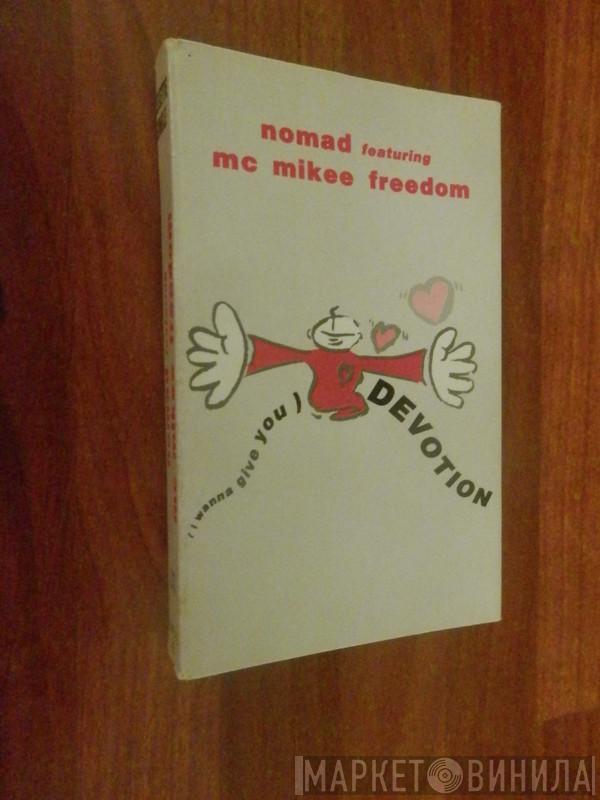 nomad featuring
mc mikee freedom
(i wanna give you)
DEVOTION
МАРКЕТ ВИНИЛА